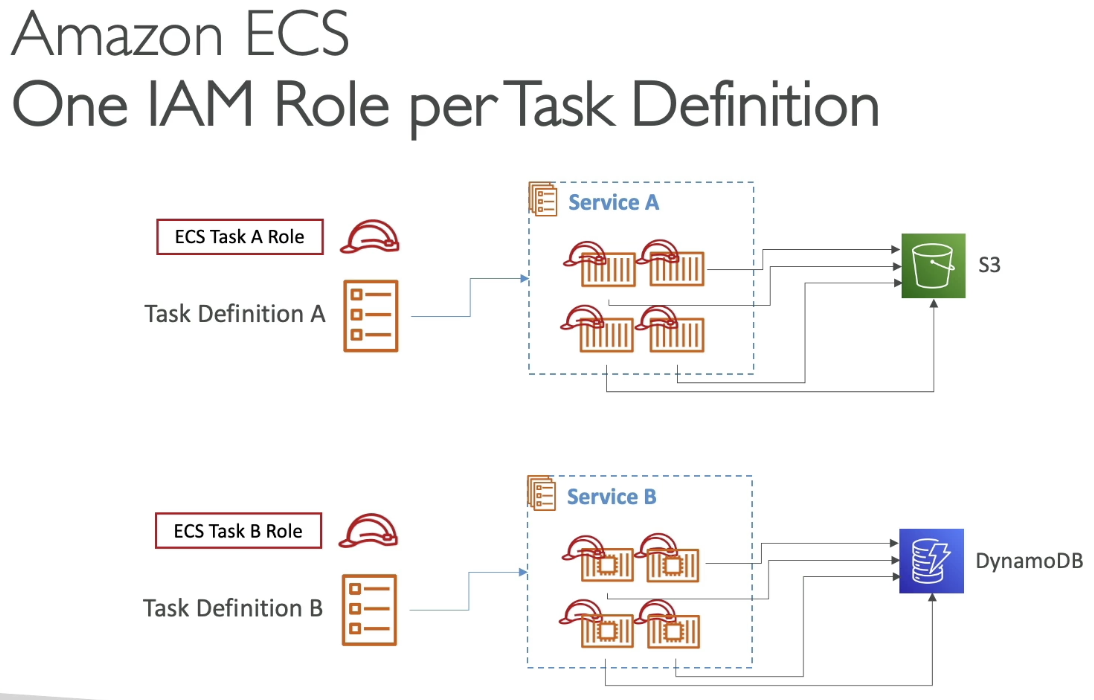 Amazon ECS
One IAM Role per Task Definition
Service A
ECS Task A Role
S3
Task Definition A
Service B
ECS Task B Role
DynamoDB
Task Definition B